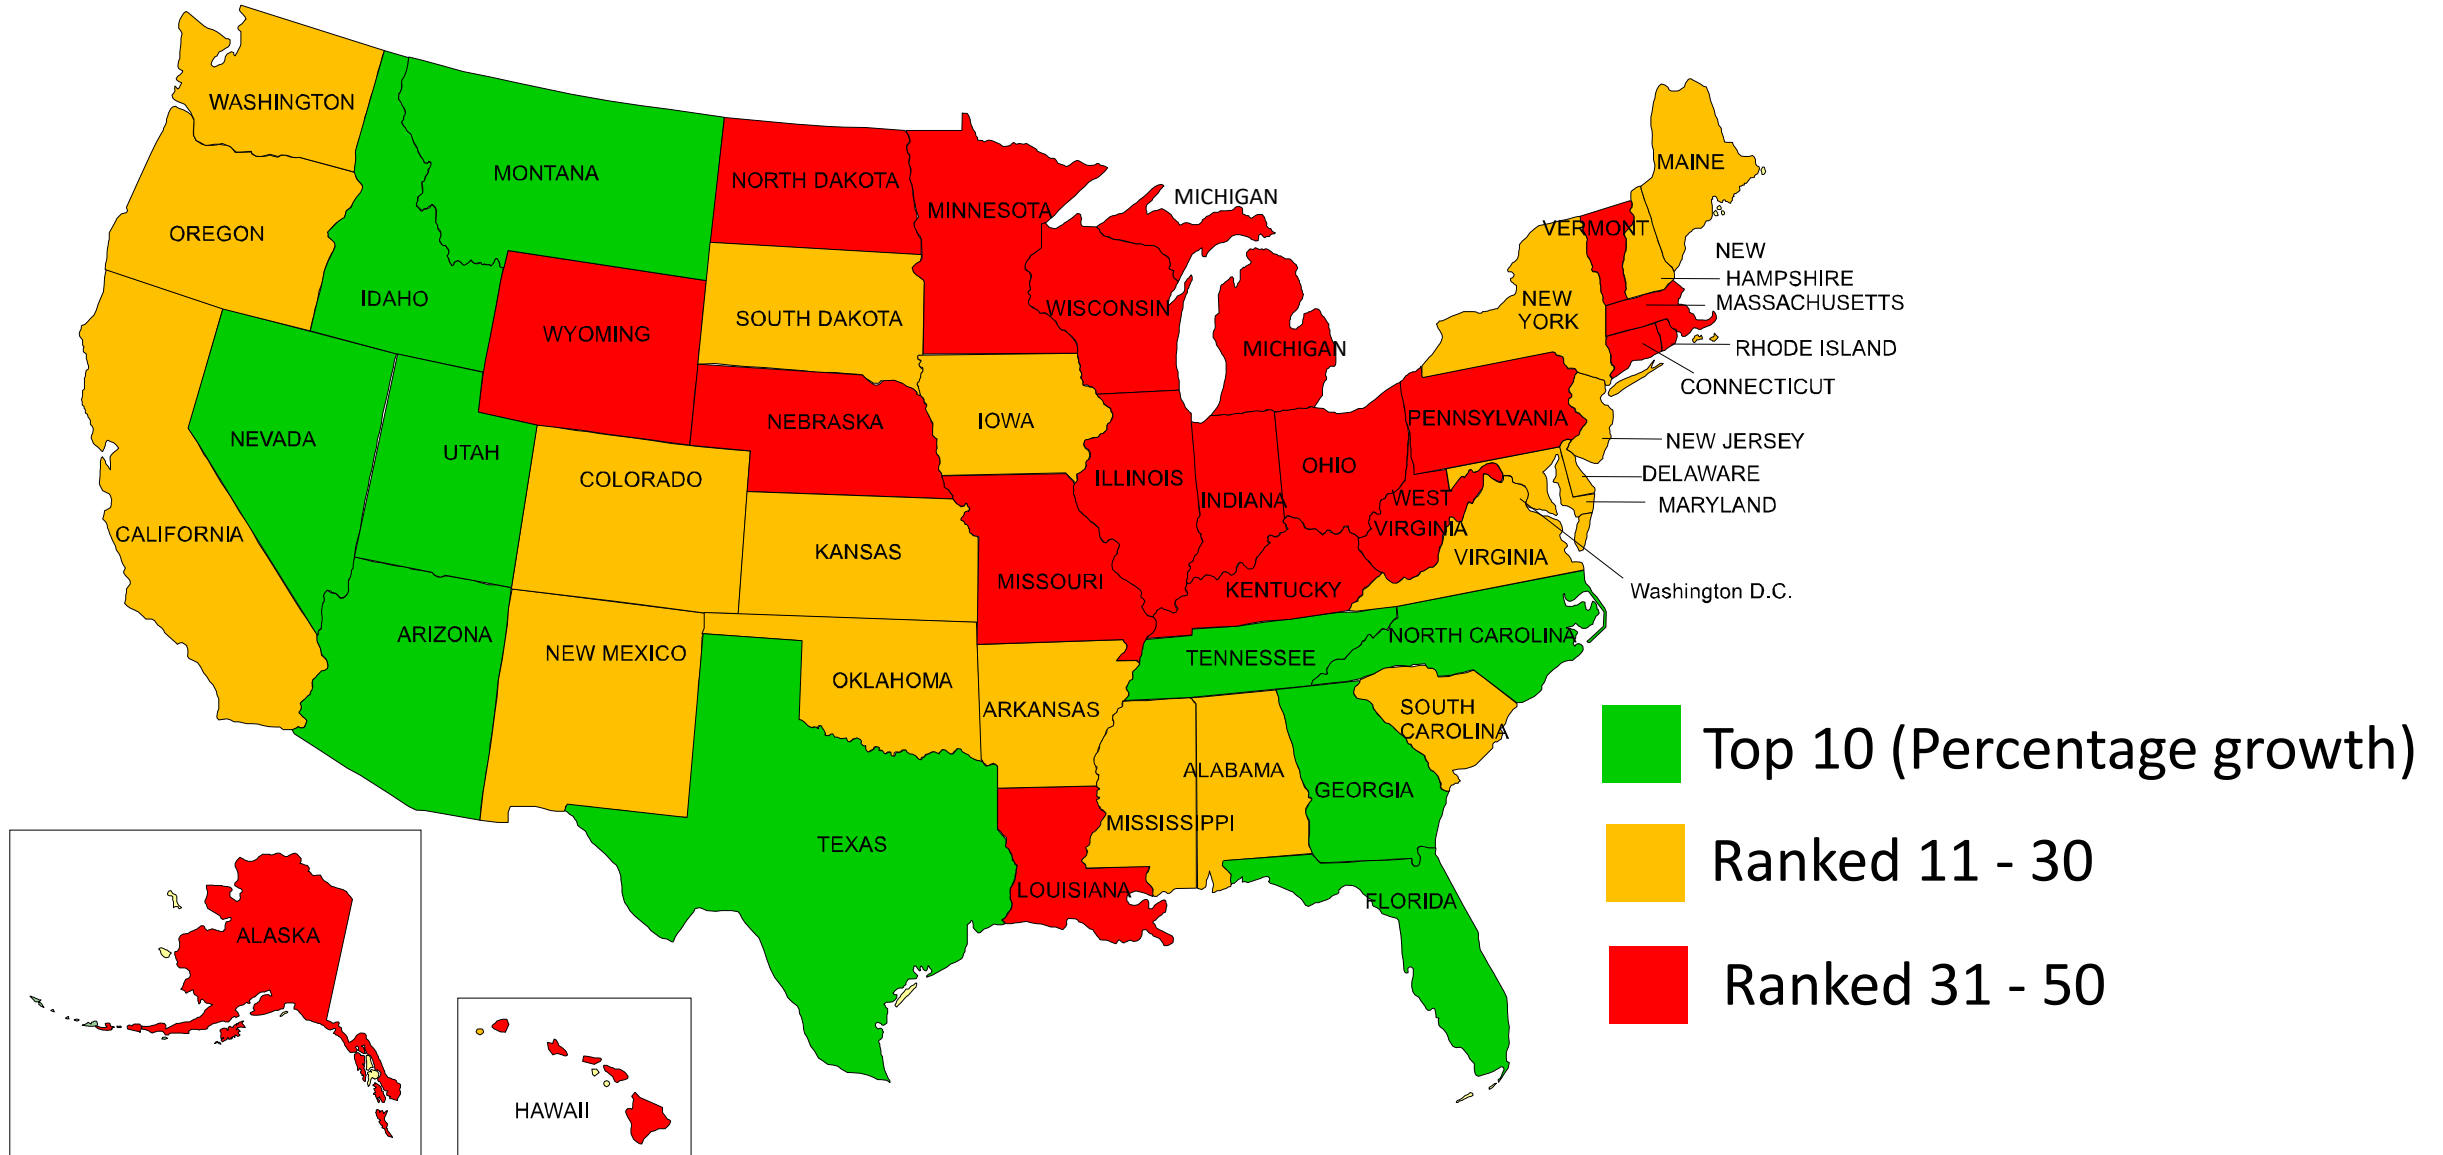 WASHINGTON
MONTANA
NORTH DAKOTA
MINNESOTA
MICHIGAN
MAINE
OREGON
IDAHO
WYOMING
SOUTH DAKOTA
WISCONSIN
MICHIGAN
VERMONT
NEW
HAMPSHIRE
MASSACHUSETTS
NEW
YORK
RHODE ISLAND
CONNECTICUT
NEVADA
UTAH
COLORADO
NEBRASKA
IOWA
ILLINOIS
INDIANA
OHIO
PENNSYLVANIA
NEW JERSEY
DELAWARE
MARYLAND
WEST
VIRGINIA
VIRGINIA
Washington D.C.
CALIFORNIA
KANSAS
MISSOURI
KENTUCKY
ARIZONA
NEW MEXICO
OKLAHOMA
ARKANSAS
TENNESSEE
NORTH CAROLINA
SOUTH
CAROLINA
TEXAS
LOUISIANA
MISSISSIPPI
ALABAMA
GEORGIA
FLORIDA
ALASKA
HAWAII
Top 10 (Percentage growth)
Ranked 11 - 30
Ranked 31 - 50